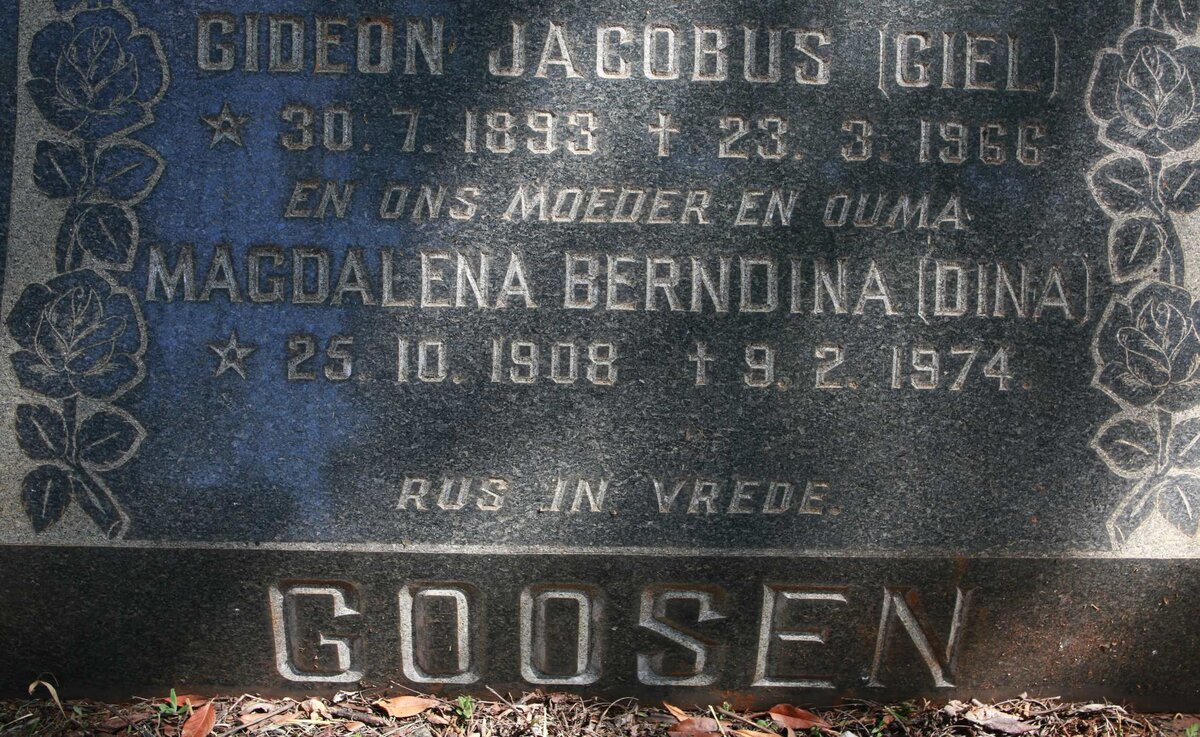 GIDEON JACOBUS (GIEL)
★ 30. 7. 1893 ✝ 23. 3. 1966
EN ONS MOEDER EN OUMA
MAGDALENA BERNDINA (DINA)
★ 25. 10. 1908 ✝ 9. 2. 1974.
RUS IN VREDE.
GOOSEN